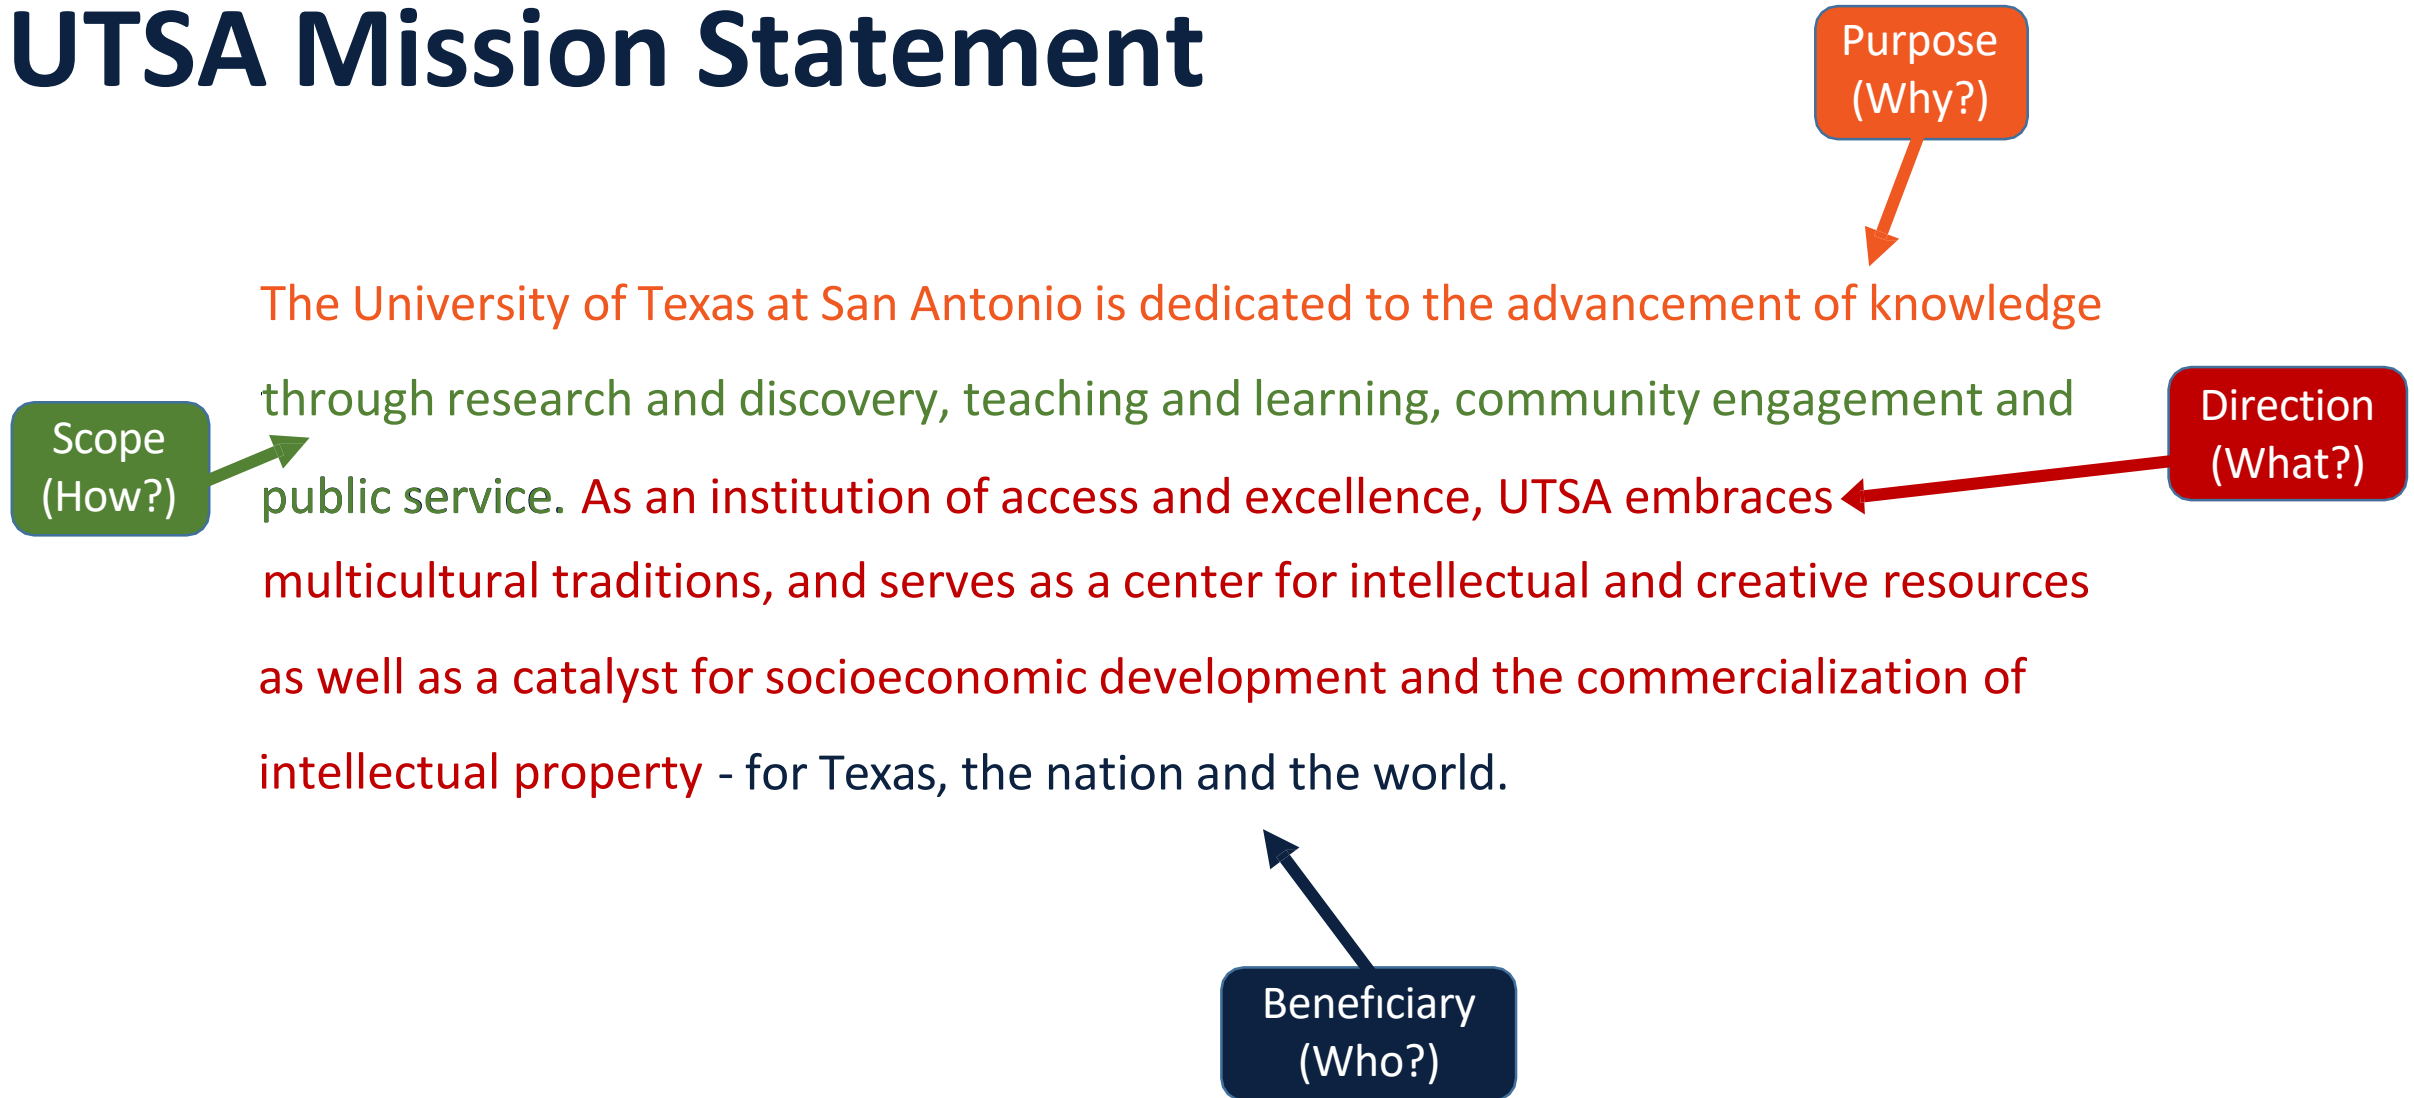 UTSA Mission Statement
Purpose
(Why?)
The University of Texas at San Antonio is dedicated to the advancement of knowledge
through research and discovery, teaching and learning, community engagement and
Direction
(What?)
Scope
(How?)
public service. As an institution of access and excellence, UTSA embraces
multicultural traditions, and serves as a center for intellectual and creative resources
as well as a catalyst for socioeconomic development and the commercialization of
intellectual property - for Texas, the nation and the world.
Beneficiary
(Who?)